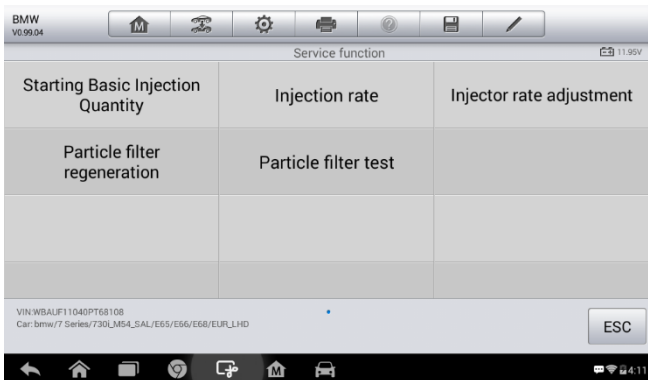 BMW
V0.99.04
Service function
11.95V
Starting Basic Injection
Quantity
Injection rate
Injector rate adjustment
Particle filter
regeneration
Particle filter test
VIN:WBAUF11040PT68108
Car: bmw/7 Series/730i_M54_SAL/E65/E66/E68/EUR_LHD
ESC
4:11